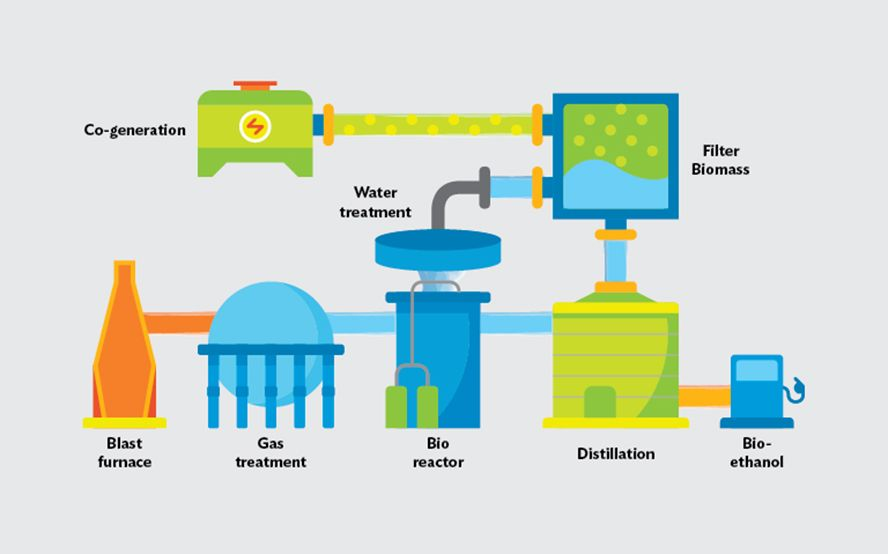 Co-generation
Filter
Biomass
Water
treatment
Blast
furnace
Gas
treatment
Bio
reactor
Distillation
Bio-
ethanol